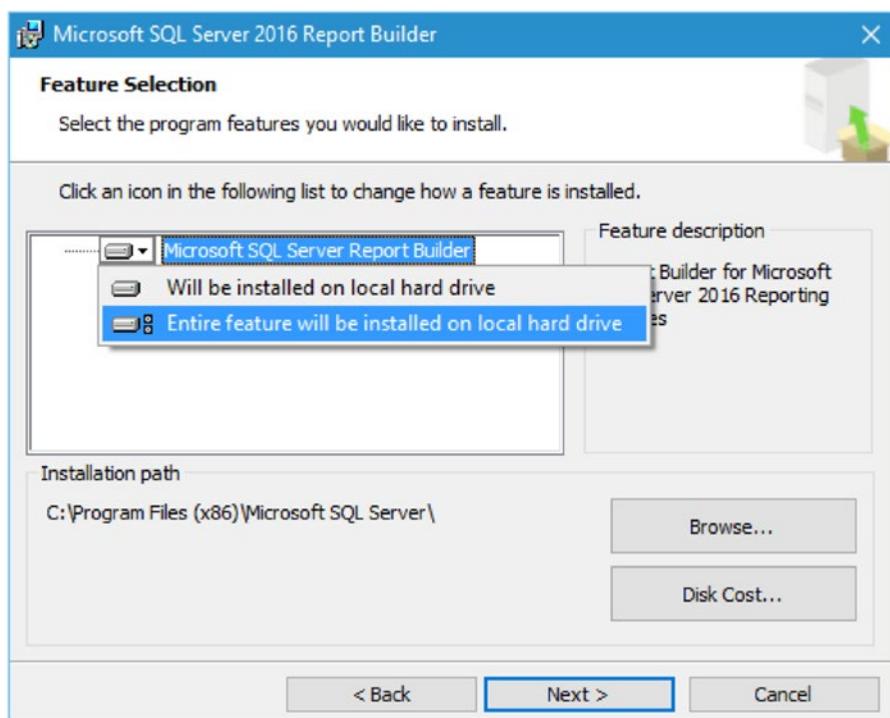 Microsoft SQL Server 2016 Report Builder
Feature Selection
Select the program features you would like to install.
Click an icon in the following list to change how a feature is installed.
Microsoft SQL Server Report Builder
Will be installed on local hard drive
Entire feature will be installed on local hard drive
Feature description
Builder for Microsoft
2016 Reporting
Installation path
C:\Program Files (x86)\Microsoft SQL Server\
Browse...
Disk Cost...
< Back
Next >
Cancel